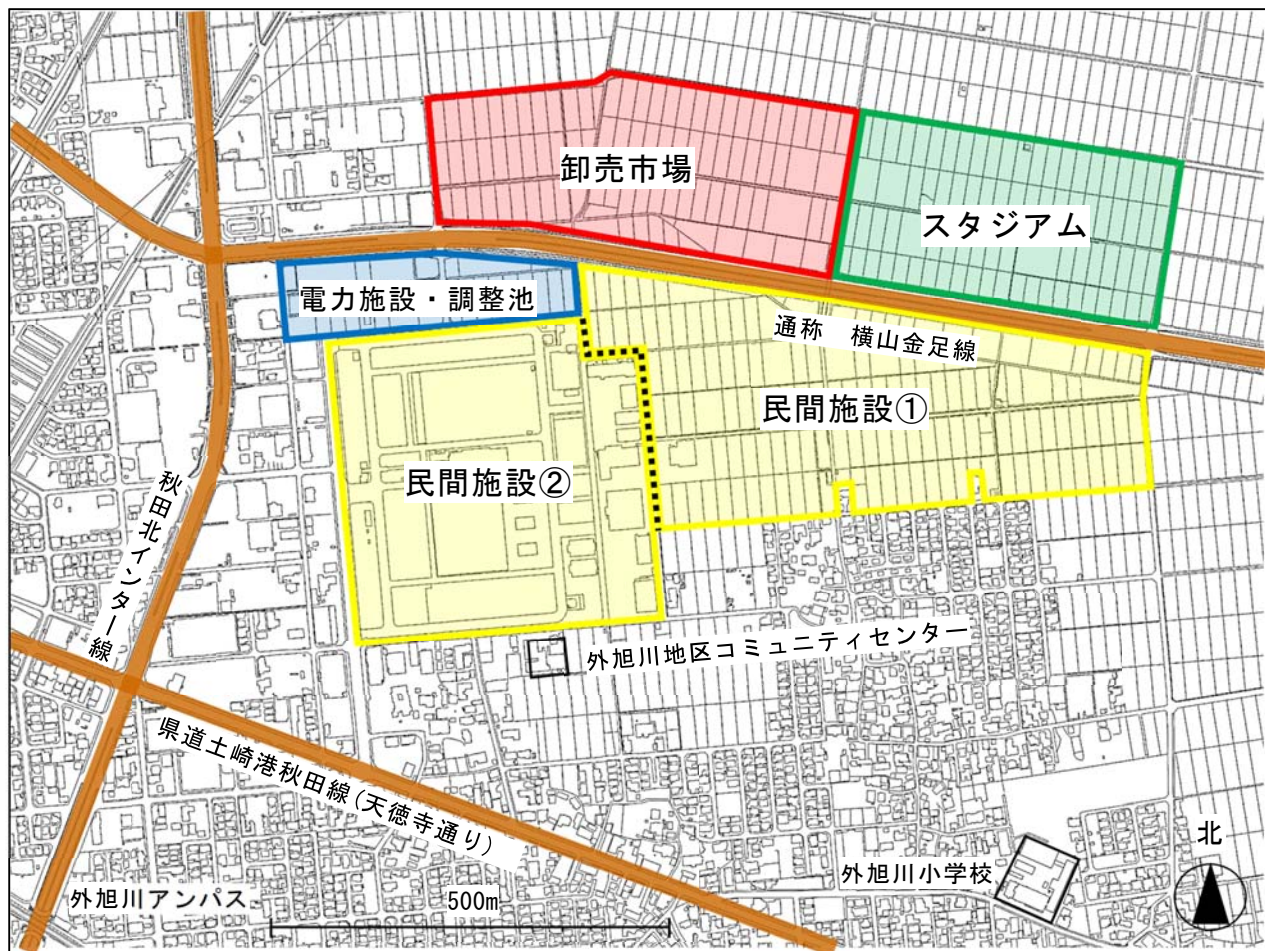 卸売市場
スタジアム
電力施設・調整池
通称　横山金足線
民間施設①
民間施設②
秋田北インター線
外旭川地区コミュニティセンター
県道土崎港秋田線(天徳寺通り)
北
外旭川小学校
外旭川アンパス
500m